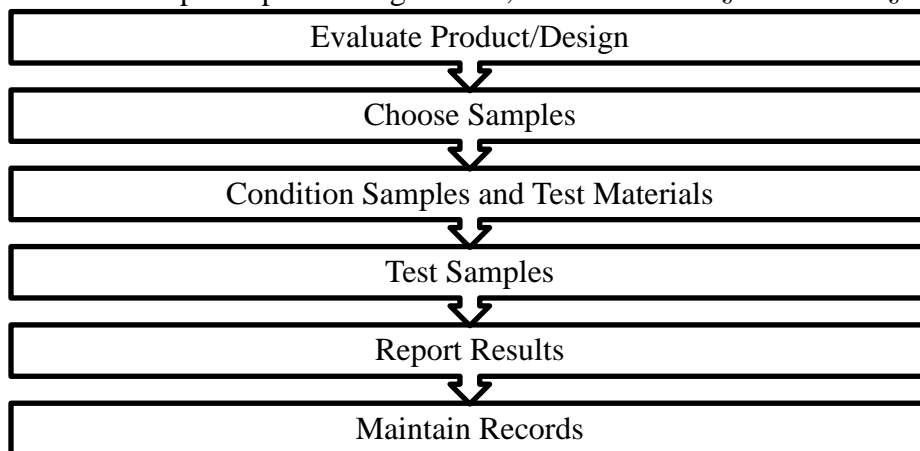 Evaluate Product/Design
Choose Samples
Condition Samples and Test Materials
Test Samples
Report Results
Maintain Records